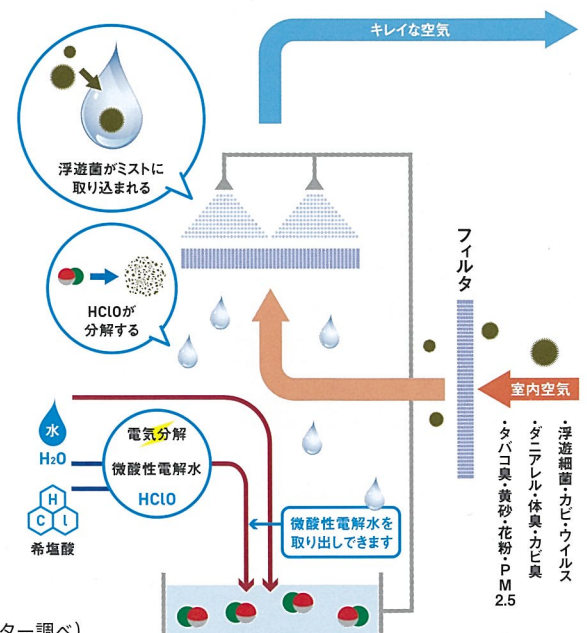 キレイな空気
浮遊菌がミストに
取り込まれる
HClOが
分解する
フィルタ
室内空気
・浮遊細菌・カビ・ウイルス
・ダニアレル・体臭・カビ臭
・タバコ臭・黄砂・花粉・PM2.5
水
H₂O
H
C l
希塩酸
電気分解
微酸性電解水
HClO
微酸性電解水を
取り出しできます
ター調べ）